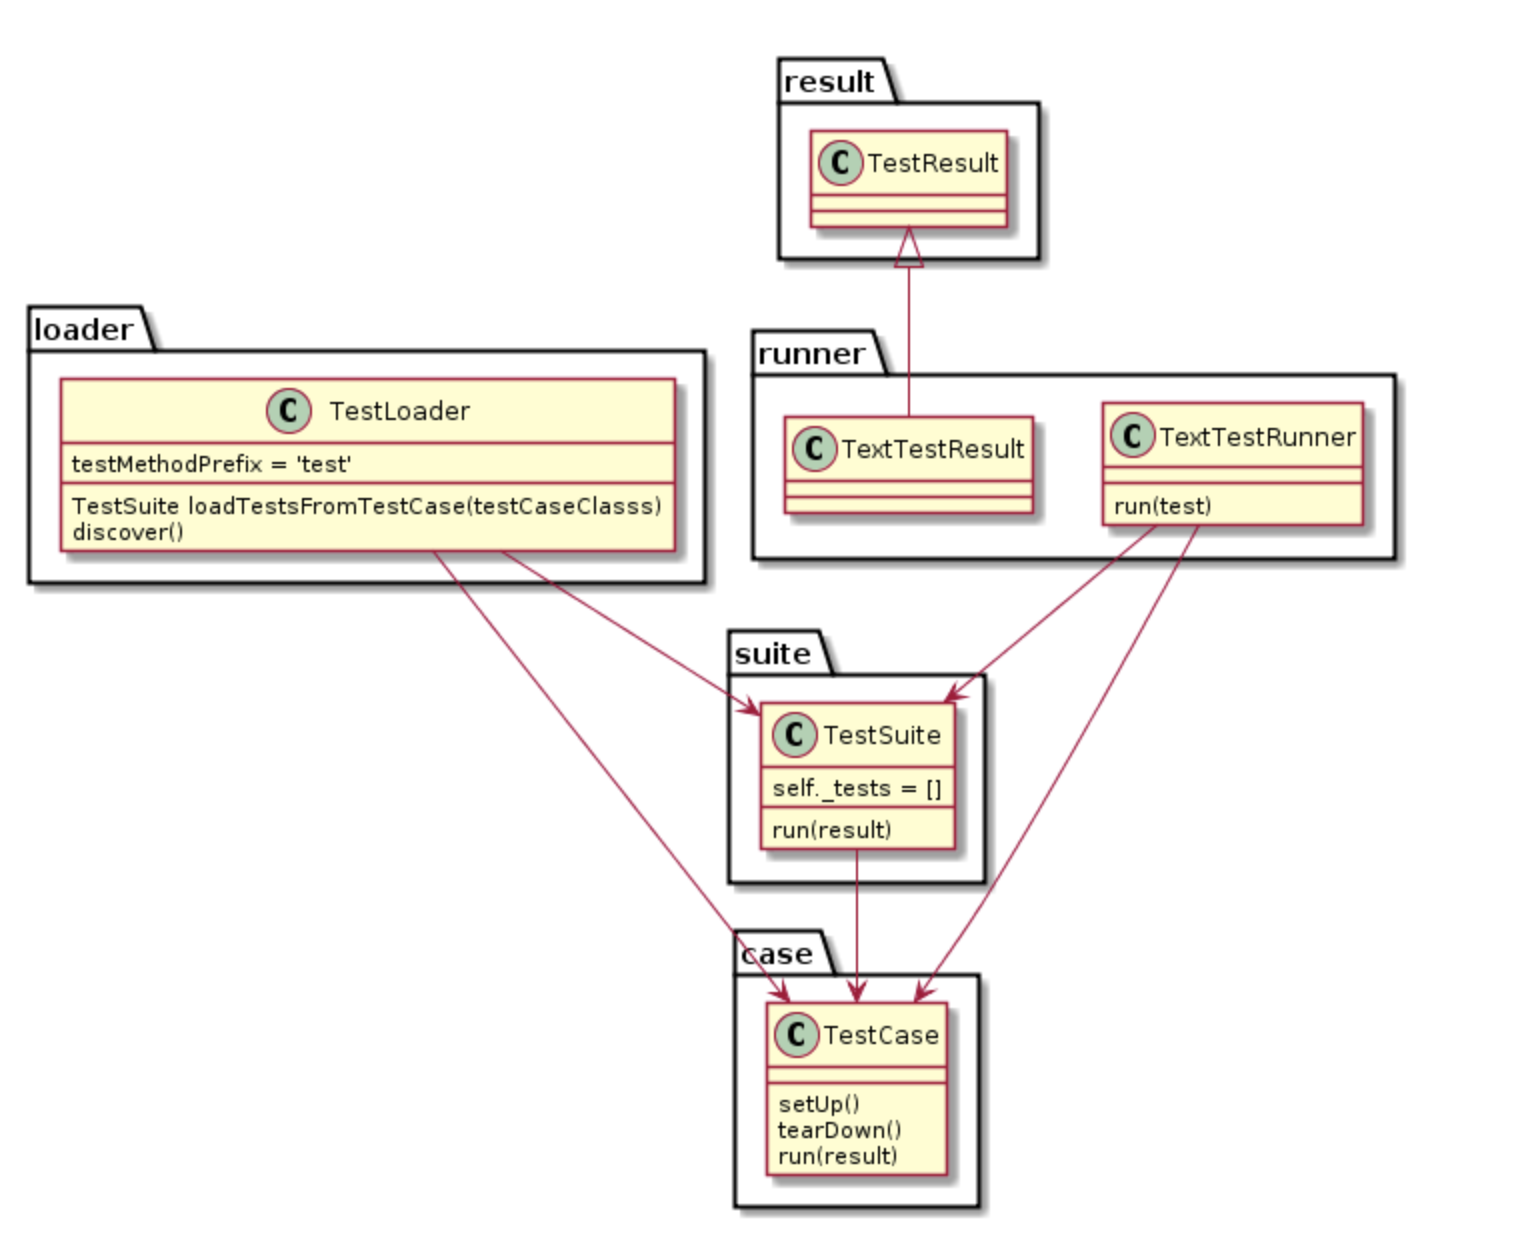 result
C TestResult
loader
C TestLoader
testMethodPrefix = 'test'
TestSuite loadTestsFromTestCase(testCaseClasss)
discover()
runner
C TextTestResult
C TextTestRunner
run(test)
suite
C TestSuite
self._tests = []
run(result)
case
C TestCase
setUp()
tearDown()
run(result)